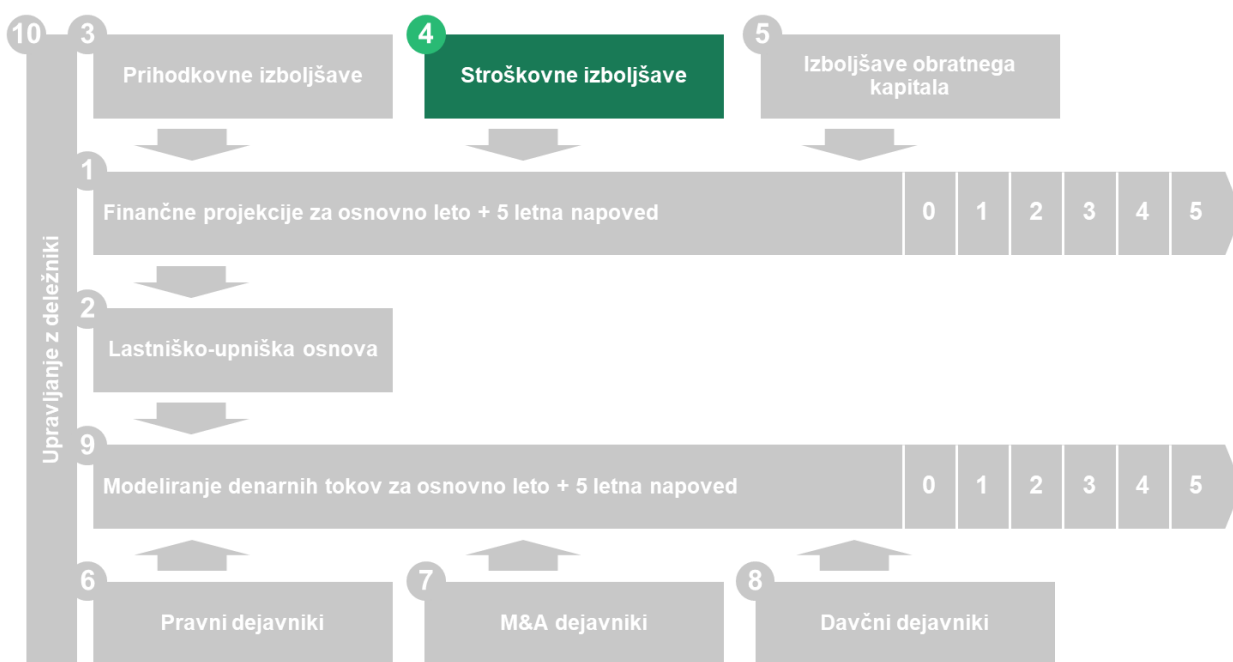 10
3
Prihodkovne izboljšave
4
Stroškovne izboljšave
5
Izboljšave obratnega
kapitala
1
Finančne projekcije za osnovno leto + 5 letna napoved
0 1 2 3 4 5
Upravljanje z deležniki
2
Lastniško-upniška osnova
9
Modeliranje denarnih tokov za osnovno leto + 5 letna napoved
0 1 2 3 4 5
6
Pravni dejavniki
7
M&A dejavniki
8
Davčni dejavniki